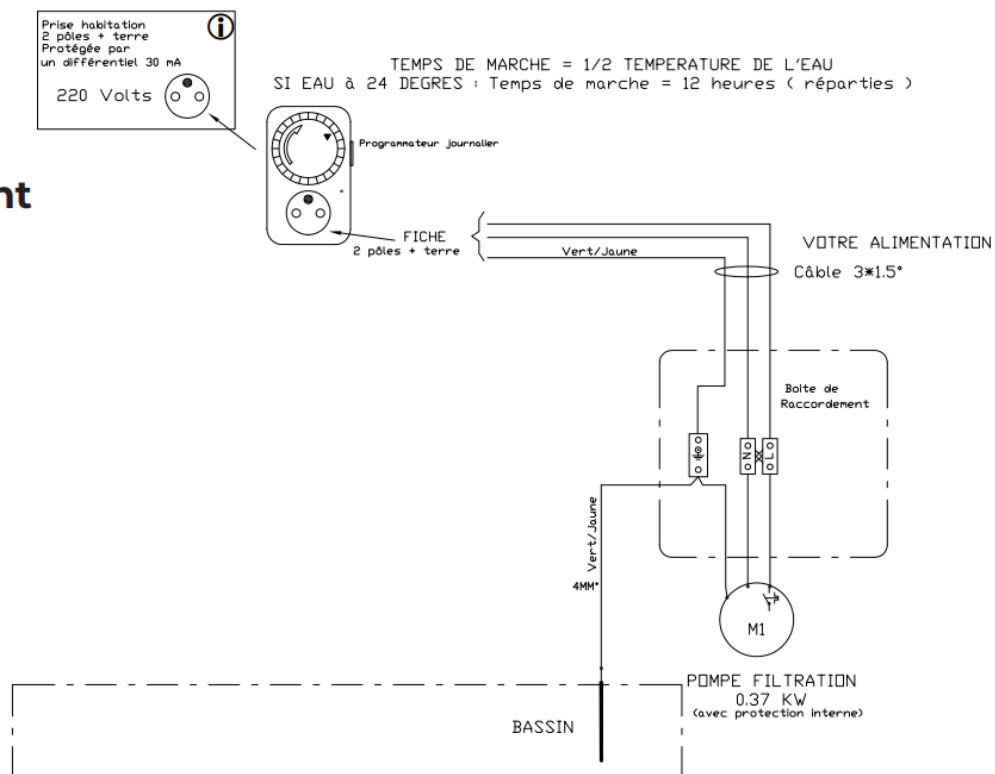 Prise habitation
2 pôles + terre
Protégée par
un différentiel 30 mA
220 Volts
i
TEMPS DE MARCHE = 1/2 TEMPERATURE DE L'EAU
SI EAU à 24 DEGRES : Temps de marche = 12 heures ( réparties )
Programmateur journalier
nt
FICHE
2 pôles + terre
Vert/Jaune
VOTRE ALIMENTATION
Câble 3*1.5°
Boite de
Raccordement
N
L
Vert/Jaune
4MM°
M1
POMPE FILTRATION
0.37 KW
(avec protection interne)
BASSIN